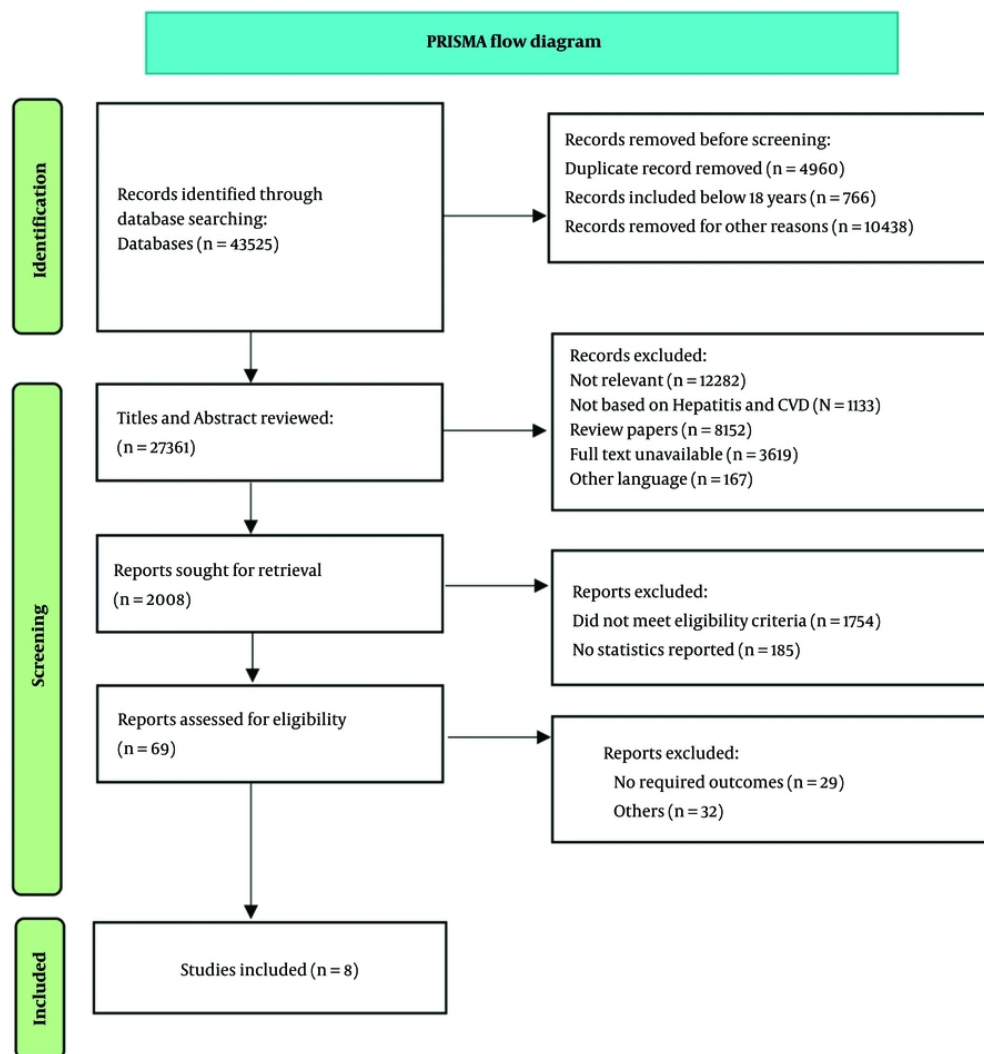 PRISMA flow diagram
Identification
Records identified through
database searching:
Databases (n = 43525)
Records removed before screening:
Duplicate record removed (n = 4960)
Records included below 18 years (n = 766)
Records removed for other reasons (n = 10438)
Screening
Titles and Abstract reviewed:
(n = 27361)
Records excluded:
Not relevant (n = 12282)
Not based on Hepatitis and CVD (N = 1133)
Review papers (n = 8152)
Full text unavailable (n = 3619)
Other language (n = 167)
Reports sought for retrieval
(n = 2008)
Reports excluded:
Did not meet eligibility criteria (n = 1754)
No statistics reported (n = 185)
Reports assessed for eligibility
(n = 69)
Reports excluded:
No required outcomes (n = 29)
Others (n = 32)
Included
Studies included (n = 8)